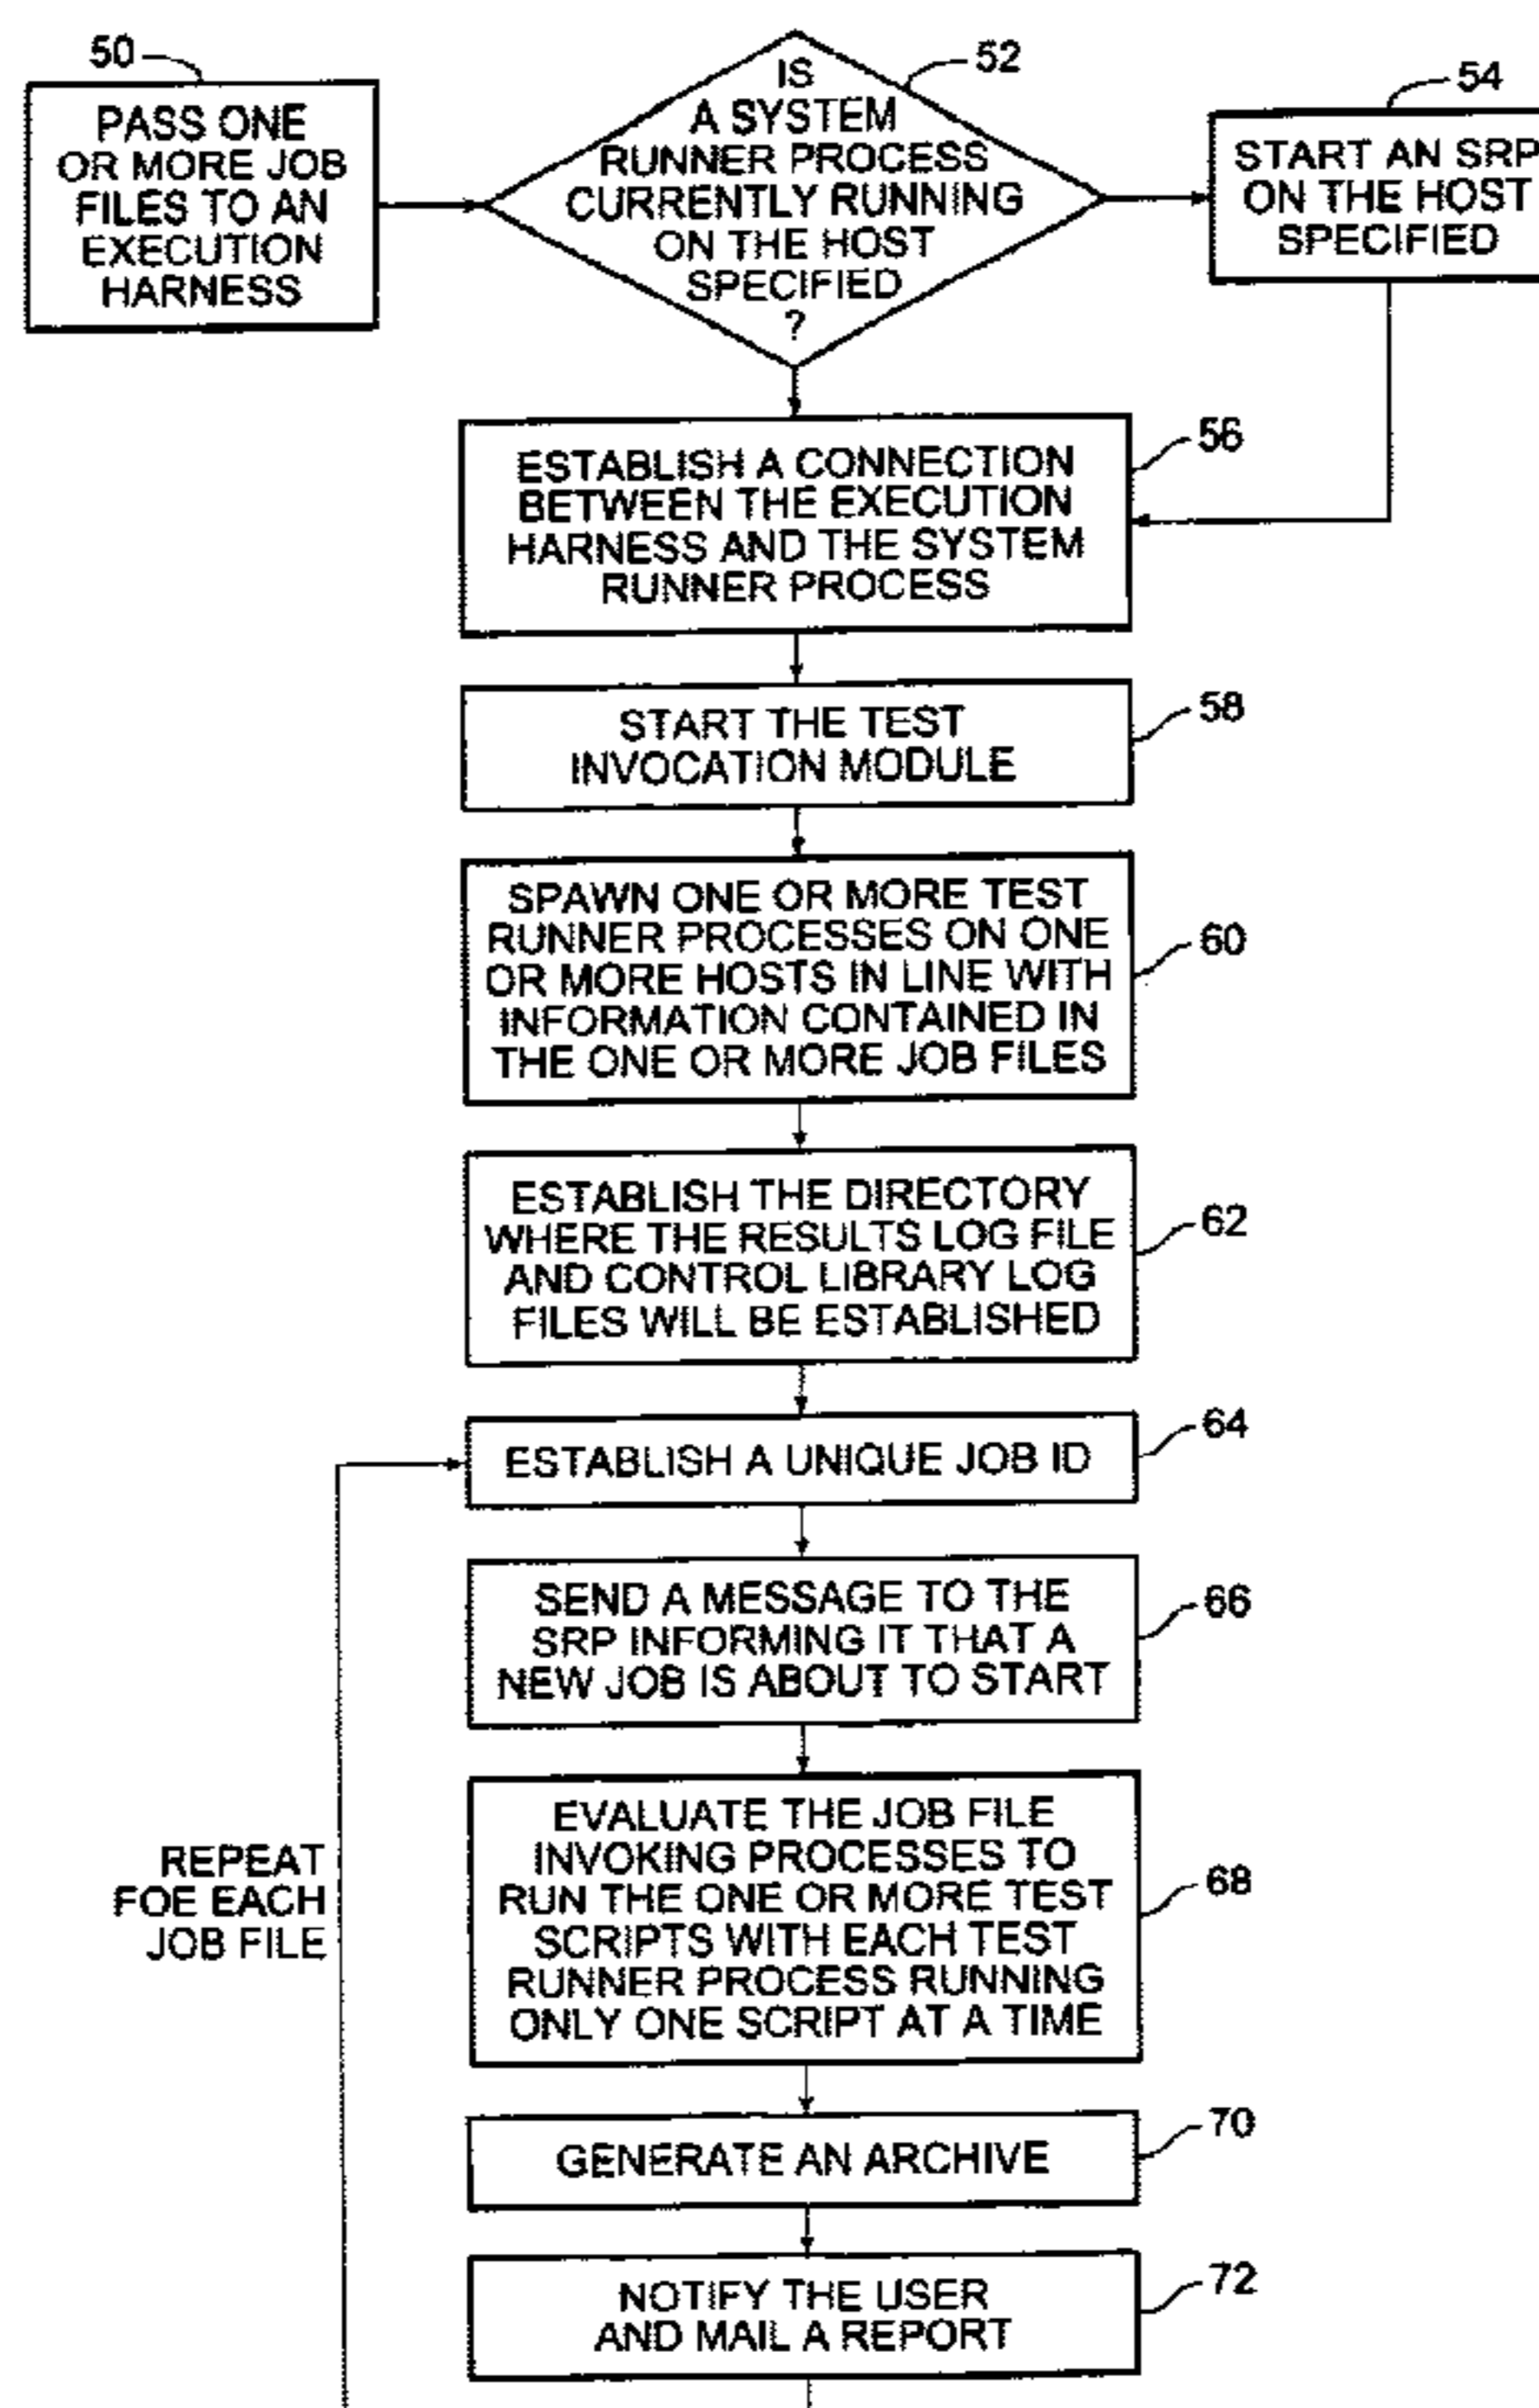 50
PASS ONE
OR MORE JOB
FILES TO AN
EXECUTION
HARNESS
52
IS
A SYSTEM
RUNNER PROCESS
CURRENTLY RUNNING
ON THE HOST
SPECIFIED
?
54
START AN SRP
ON THE HOST
SPECIFIED
56
ESTABLISH A CONNECTION
BETWEEN THE EXECUTION
HARNESS AND THE SYSTEM
RUNNER PROCESS
58
START THE TEST
INVOCATION MODULE
60
SPAWN ONE OR MORE TEST
RUNNER PROCESSES ON ONE
OR MORE HOSTS IN LINE WITH
INFORMATION CONTAINED IN
THE ONE OR MORE JOB FILES
62
ESTABLISH THE DIRECTORY
WHERE THE RESULTS LOG FILE
AND CONTROL LIBRARY LOG
FILES WILL BE ESTABLISHED
64
ESTABLISH A UNIQUE JOB ID
66
SEND A MESSAGE TO THE
SRP INFORMING IT THAT A
NEW JOB IS ABOUT TO START
68
EVALUATE THE JOB FILE
INVOKING PROCESSES TO
RUN THE ONE OR MORE TEST
SCRIPTS WITH EACH TEST
RUNNER PROCESS RUNNING
ONLY ONE SCRIPT AT A TIME
REPEAT
FOE EACH
JOB FILE
70
GENERATE AN ARCHIVE
72
NOTIFY THE USER
AND MAIL A REPORT